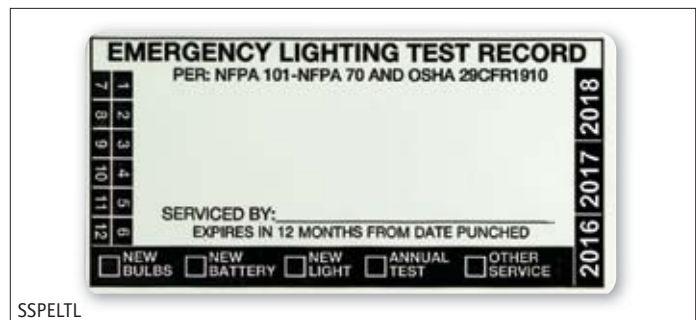 EMERGENCY LIGHTING TEST RECORD
PER: NFPA 101-NFPA 70 AND OSHA 29CFR1910
7 8 9 10 11 12
1 2 3 4 5 6
2016 2017 2018
SERVICED BY:
EXPIRES IN 12 MONTHS FROM DATE PUNCHED
NEW BULBS
NEW BATTERY
NEW LIGHT
ANNUAL TEST
OTHER SERVICE
SSPELTL